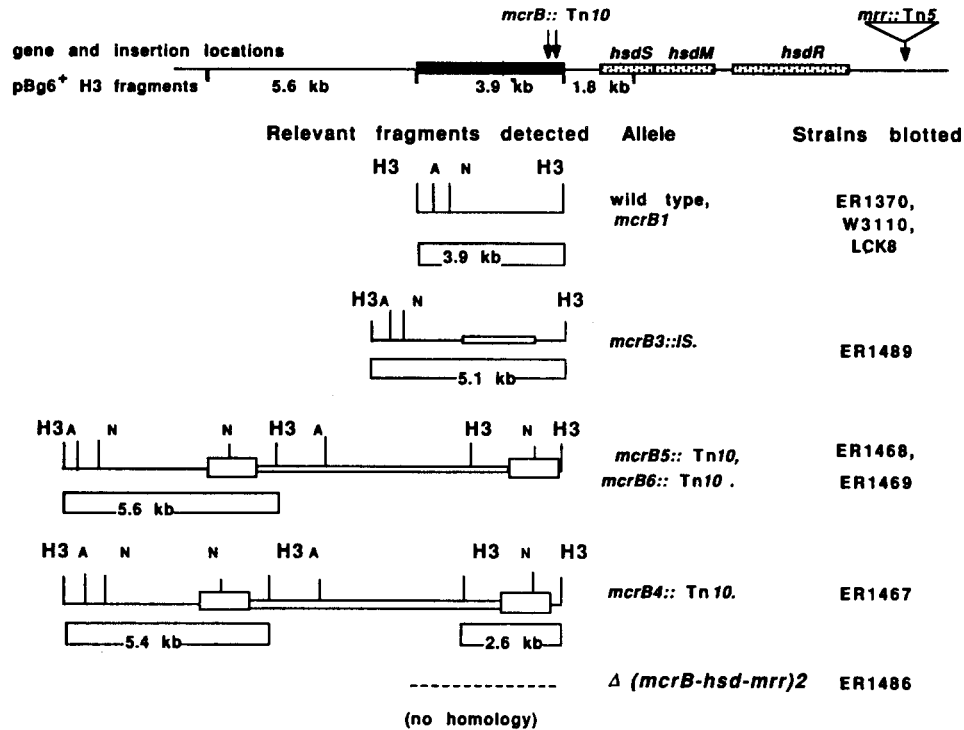 mcrB:: Tn10 mrr:: Tn5
gene and insertion locations hsdS hsdM hsdR
pBg6+ H3 fragments 5.6 kb 3.9 kb 1.8 kb
Relevant fragments detected Allele Strains blotted
H3 A N H3
wild type, ER1370,
mcrB1 W3110,
LCK8
3.9 kb
H3 A N H3
mcrB3::IS. ER1489
5.1 kb
H3 A N N H3 A H3 N H3
mcrB5:: Tn10, ER1468,
mcrB6:: Tn10 . ER1469
5.6 kb
H3 A N N H3 A H3 N H3
mcrB4:: Tn10. ER1467
5.4 kb 2.6 kb
Δ (mcrB-hsd-mrr)2 ER1486
(no homology)